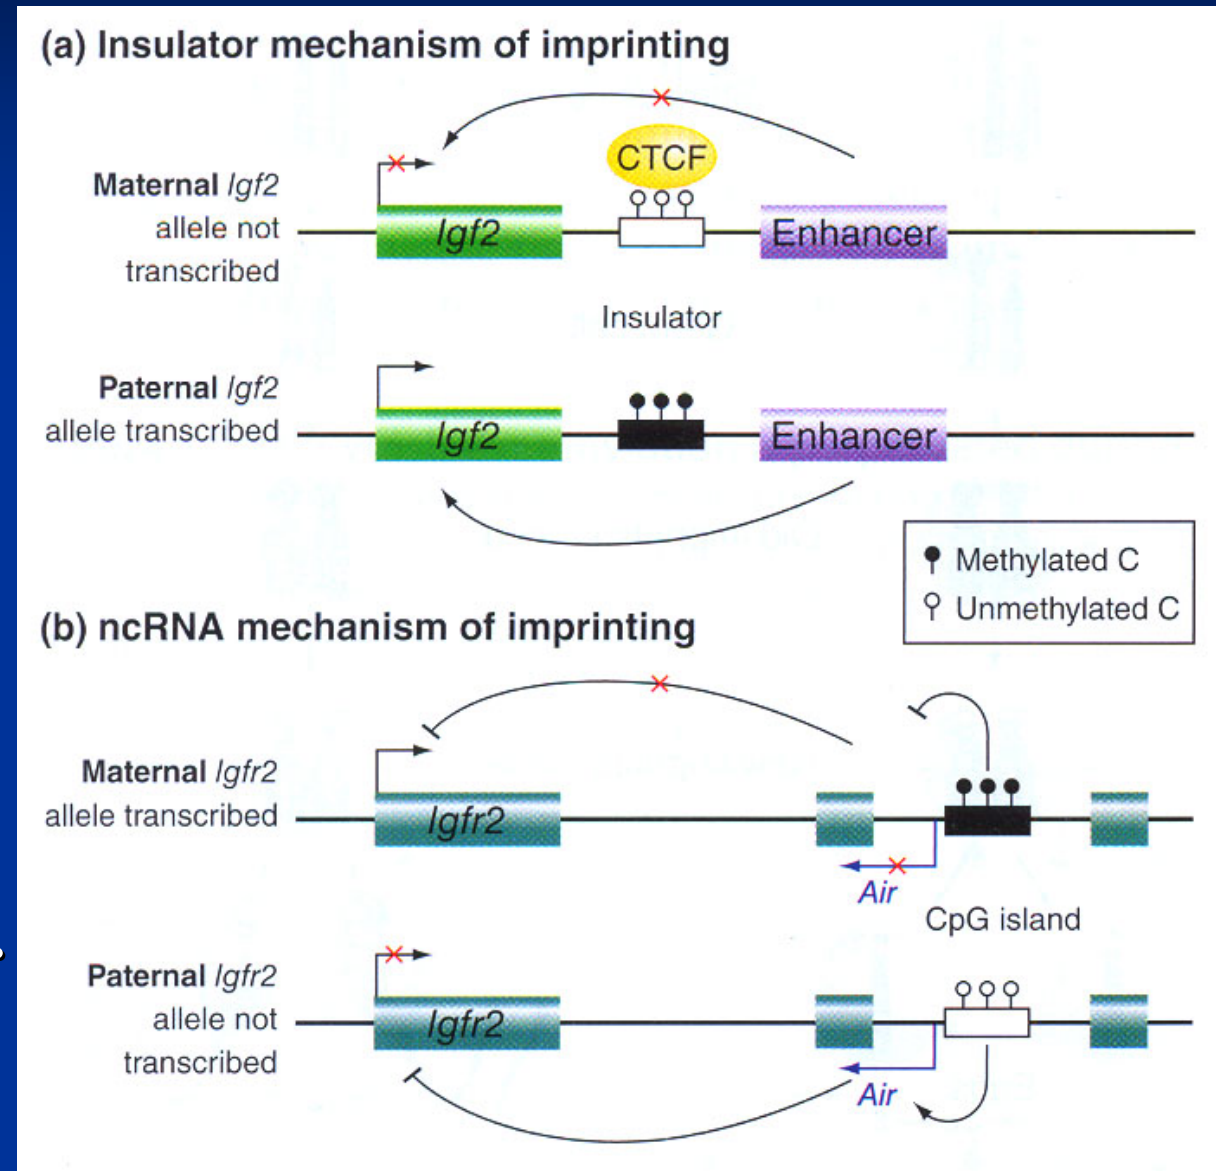 (a) Insulator mechanism of imprinting
CTCF
Maternal Igf2
allele not
transcribed
Igf2
Enhancer
Insulator
Paternal Igf2
allele transcribed
Igf2
Enhancer
Methylated C
Unmethylated C
(b) ncRNA mechanism of imprinting
Maternal Igfr2
allele transcribed
Igfr2
Air
CpG island
Paternal Igfr2
allele not
transcribed
Igfr2
Air